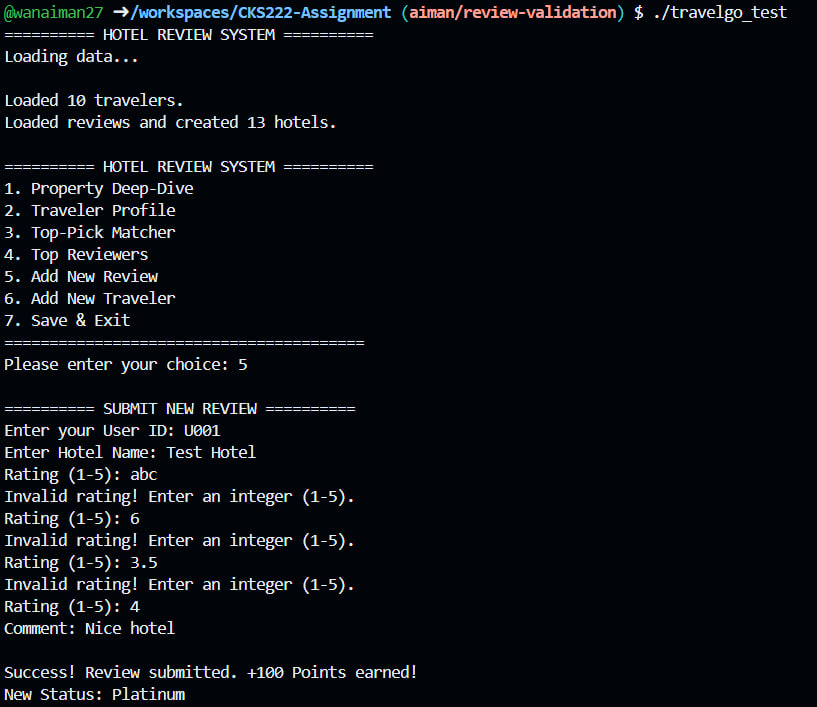 @wanaiman27 ➜/workspaces/CKS222-Assignment (aiman/review-validation) $ ./travelgo_test
========== HOTEL REVIEW SYSTEM ==========
Loading data...
Loaded 10 travelers.
Loaded reviews and created 13 hotels.
========== HOTEL REVIEW SYSTEM ==========
1. Property Deep-Dive
2. Traveler Profile
3. Top-Pick Matcher
4. Top Reviewers
5. Add New Review
6. Add New Traveler
7. Save & Exit
========================================
Please enter your choice: 5
========== SUBMIT NEW REVIEW ==========
Enter your User ID: U001
Enter Hotel Name: Test Hotel
Rating (1-5): abc
Invalid rating! Enter an integer (1-5).
Rating (1-5): 6
Invalid rating! Enter an integer (1-5).
Rating (1-5): 3.5
Invalid rating! Enter an integer (1-5).
Rating (1-5): 4
Comment: Nice hotel
Success! Review submitted. +100 Points earned!
New Status: Platinum